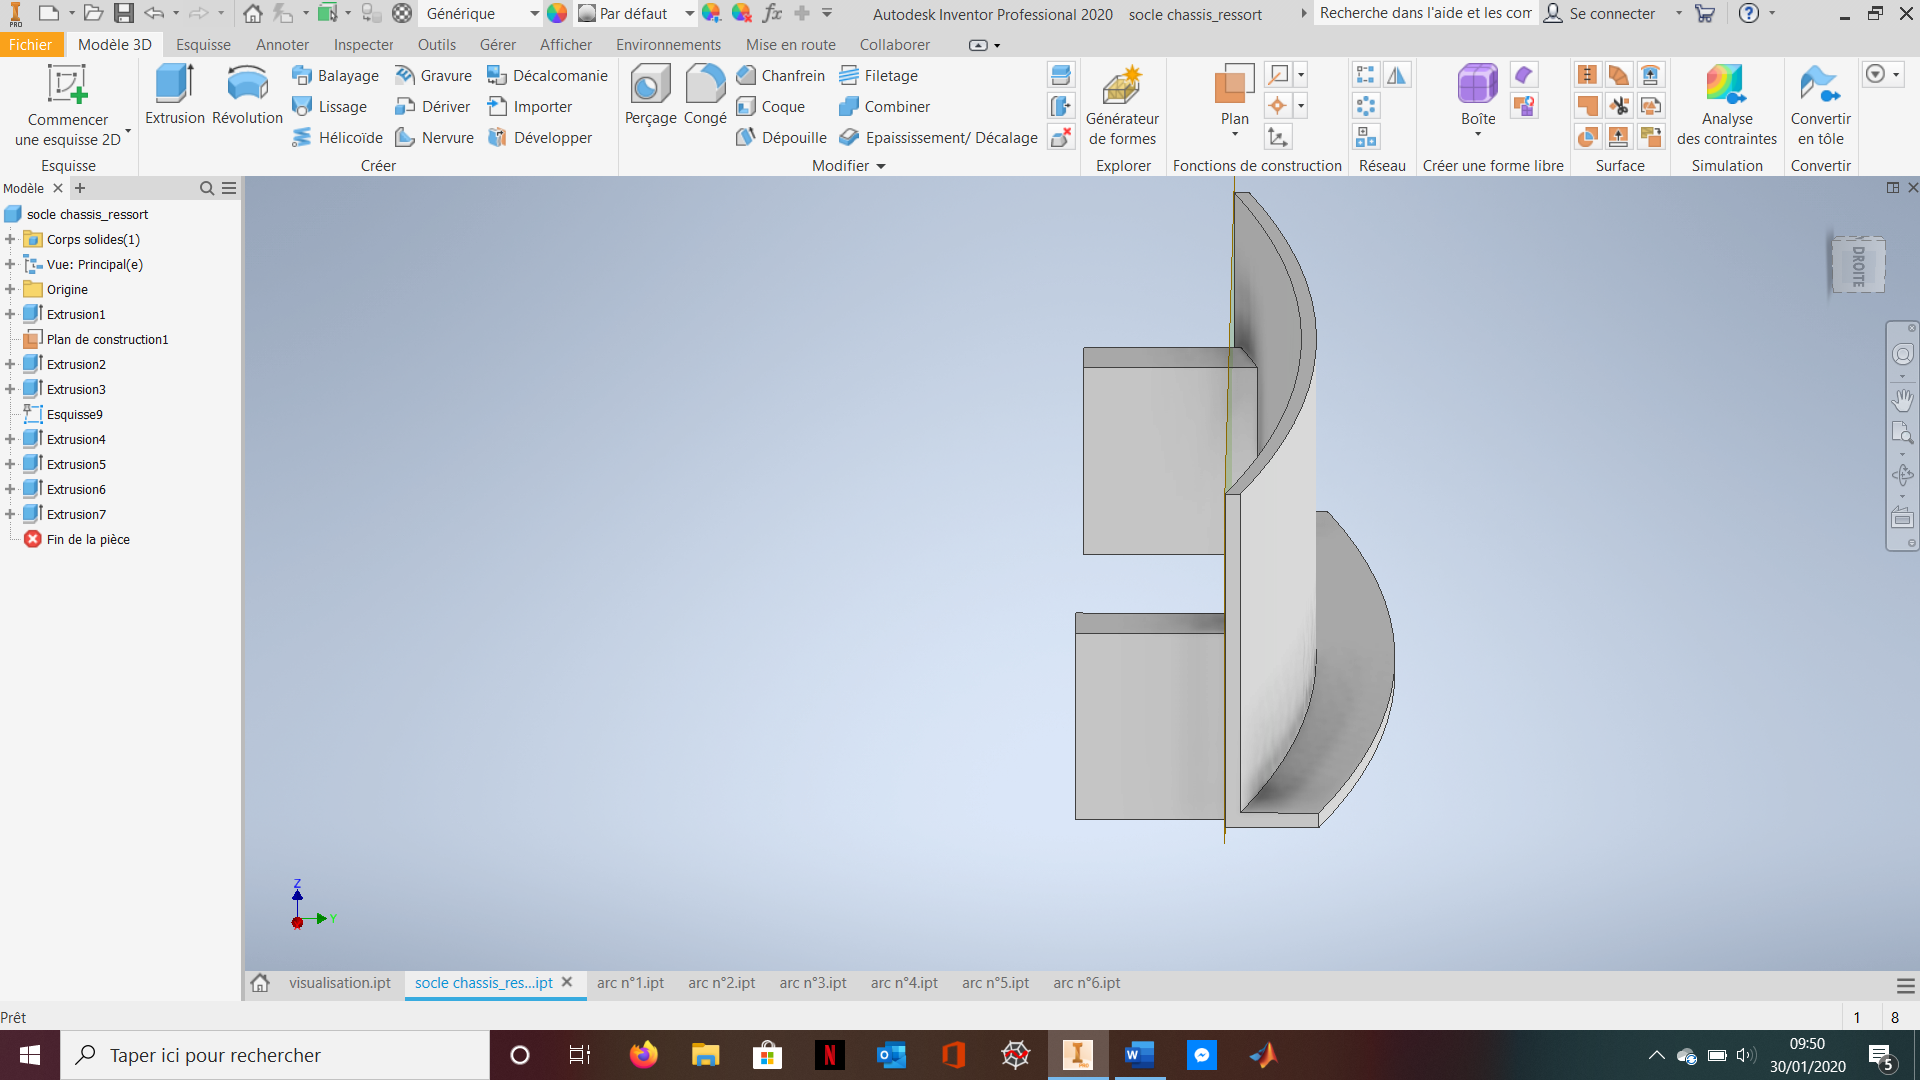 PRO
Générique
Par défaut
fx
Autodesk Inventor Professional 2020 socle chassis_ressort
Recherche dans l'aide et les com
Se connecter
Fichier Modèle 3D Esquisse Annoter Inspecter Outils Gérer Afficher Environnements Mise en route Collaborer
Commencer
une esquisse 2D
Esquisse
Extrusion
Révolution
Balayage
Lissage
Hélicoïde
Gravure
Dériver
Nervure
Décalcomanie
Importer
Développer
Créer
Perçage
Congé
Chanfrein
Coque
Dépouille
Filetage
Combiner
Epaississement/ Décalage
Modifier
Générateur
de formes
Explorer
Plan
Fonctions de construction
Réseau
Boîte
Créer une forme libre
Surface
Analyse
des contraintes
Simulation
Convertir
en tôle
Convertir
Modèle
socle chassis_ressort
Corps solides(1)
Vue: Principal(e)
Origine
Extrusion1
Plan de construction1
Extrusion2
Extrusion3
Esquisse9
Extrusion4
Extrusion5
Extrusion6
Extrusion7
Fin de la pièce
DROITE
Z
Y
visualisation.ipt
socle chassis_res...ipt
arc n°1.ipt
arc n°2.ipt
arc n°3.ipt
arc n°4.ipt
arc n°5.ipt
arc n°6.ipt
Prêt
1 8
Taper ici pour rechercher
09:50
30/01/2020
5